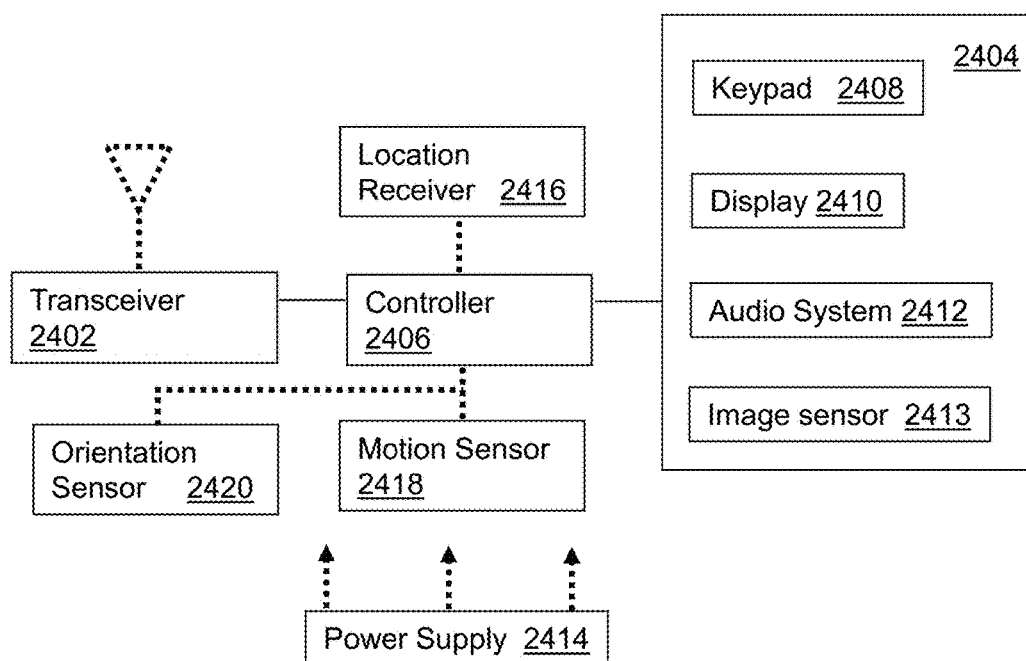 2404
Keypad 2408
Location
Receiver 2416
Display 2410
Transceiver
2402
Controller
2406
Audio System 2412
Image sensor 2413
Orientation
Sensor 2420
Motion Sensor
2418
Power Supply 2414